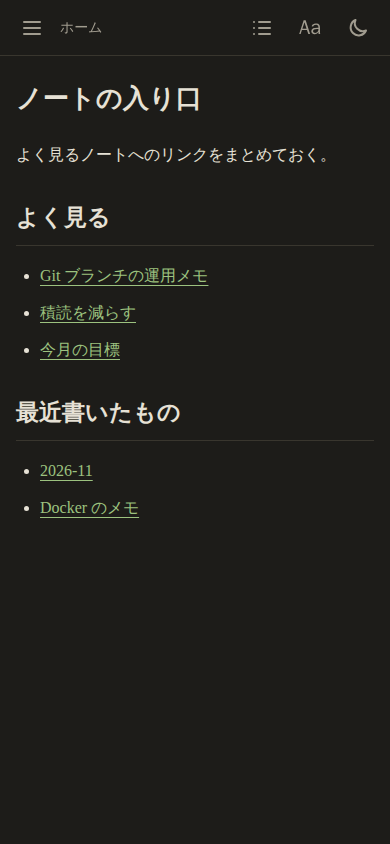 ホーム
Aa
ノートの入り口
よく見るノートへのリンクをまとめておく。
よく見る
Git ブランチの運用メモ
積読を減らす
今月の目標
最近書いたもの
2026-11
Docker のメモ